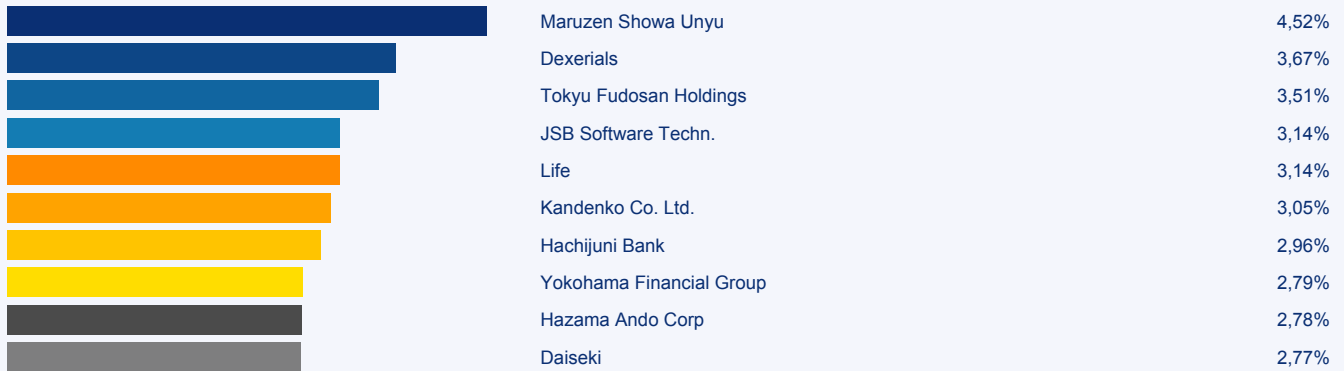 Maruzen Showa Unyu 4,52%
Dexerials 3,67%
Tokyu Fudosan Holdings 3,51%
JSB Software Techn. 3,14%
Life 3,14%
Kandenko Co. Ltd. 3,05%
Hachijuni Bank 2,96%
Yokohama Financial Group 2,79%
Hazama Ando Corp 2,78%
Daiseki 2,77%